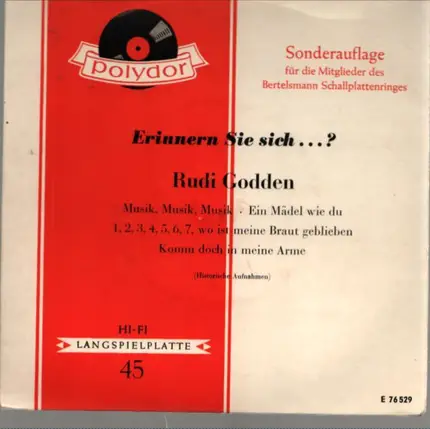 Polydor
Sonderauflage
für die Mitglieder des
Bertelsmann Schallplattenringes
Erinnern Sie sich...?
Rudi Godden
Musik, Musik, Musik · Ein Mädel wie du
1, 2, 3, 4, 5, 6, 7, wo ist meine Braut geblieben
Komm doch in meine Arme
(Historische Aufnahmen)
HI-FI
LANGSPIELPLATTE
45
E 76529